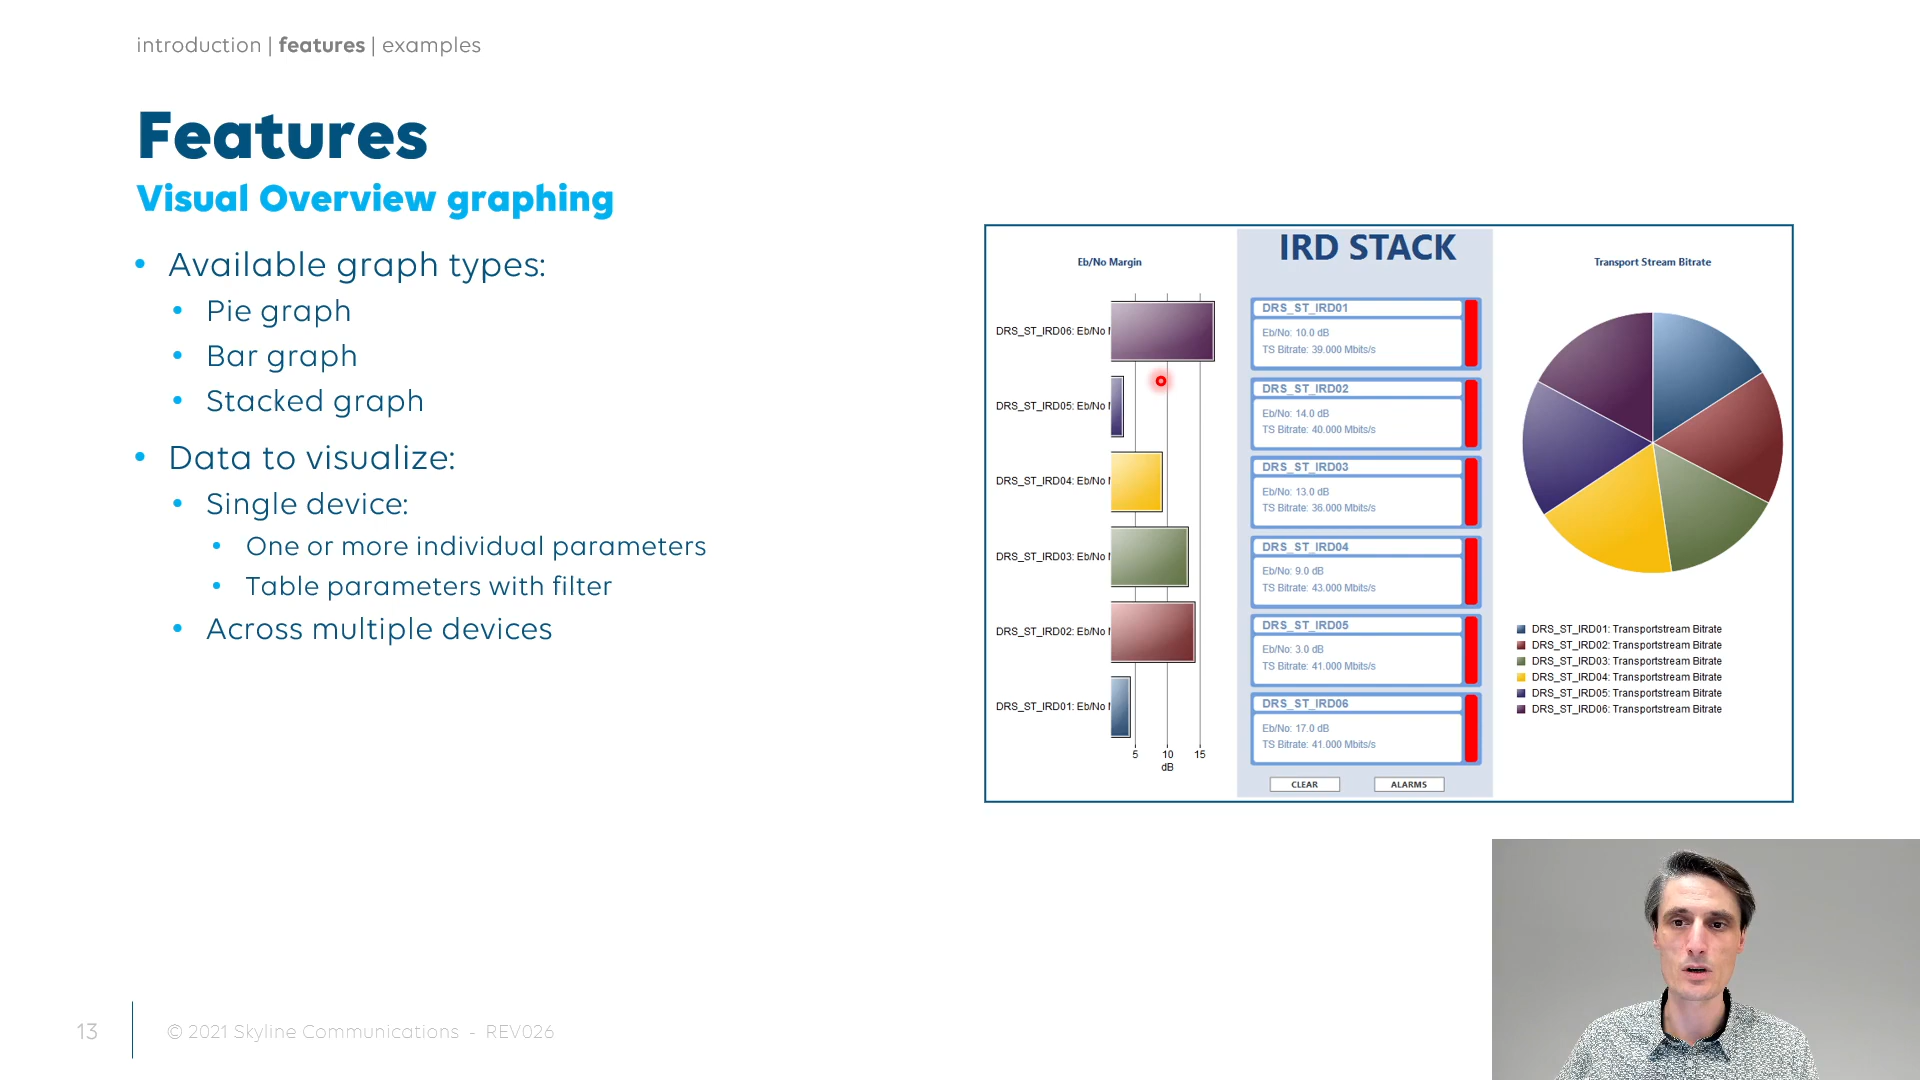 introduction | features | examples
Features
Visual Overview graphing
• Available graph types:
• Pie graph
• Bar graph
• Stacked graph
• Data to visualize:
• Single device:
• One or more individual parameters
• Table parameters with filter
• Across multiple devices
Eb/No Margin
DRS_ST_IRD06: Eb/No
DRS_ST_IRD05: Eb/No
DRS_ST_IRD04: Eb/No
DRS_ST_IRD03: Eb/No
DRS_ST_IRD02: Eb/No
DRS_ST_IRD01: Eb/No
5 10 15
dB
IRD STACK
DRS_ST_IRD01
Eb/No: 10.0 dB
TS Bitrate: 39.000 Mbits/s
DRS_ST_IRD02
Eb/No: 14.0 dB
TS Bitrate: 40.000 Mbits/s
DRS_ST_IRD03
Eb/No: 13.0 dB
TS Bitrate: 36.000 Mbits/s
DRS_ST_IRD04
Eb/No: 9.0 dB
TS Bitrate: 43.000 Mbits/s
DRS_ST_IRD05
Eb/No: 3.0 dB
TS Bitrate: 41.000 Mbits/s
DRS_ST_IRD06
Eb/No: 17.0 dB
TS Bitrate: 41.000 Mbits/s
CLEAR ALARMS
Transport Stream Bitrate
DRS_ST_IRD01: Transportstream Bitrate
DRS_ST_IRD02: Transportstream Bitrate
DRS_ST_IRD03: Transportstream Bitrate
DRS_ST_IRD04: Transportstream Bitrate
DRS_ST_IRD05: Transportstream Bitrate
DRS_ST_IRD06: Transportstream Bitrate
13 © 2021 Skyline Communications - REV026